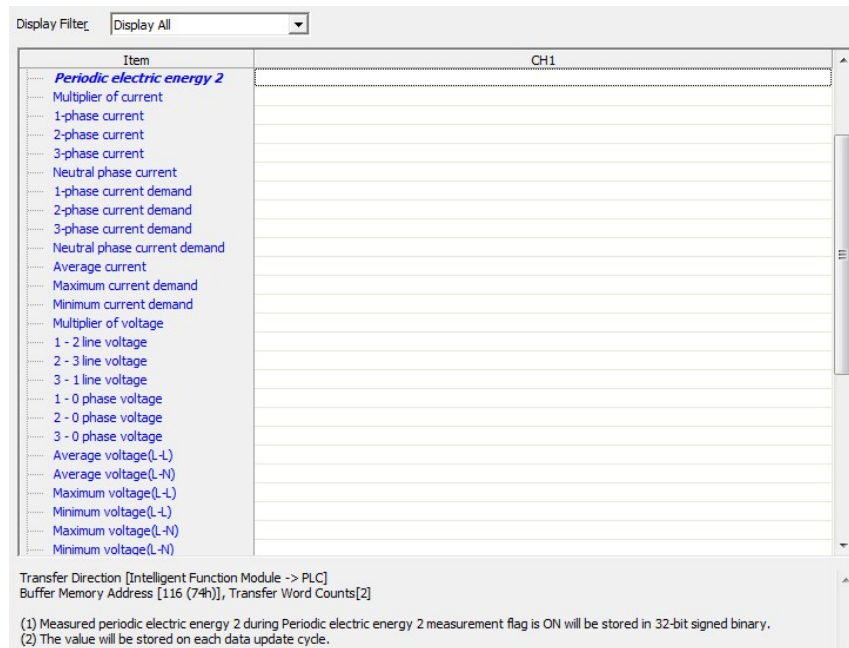 Display Filter Display All
Item CH1
Periodic electric energy 2
Multiplier of current
1-phase current
2-phase current
3-phase current
Neutral phase current
1-phase current demand
2-phase current demand
3-phase current demand
Neutral phase current demand
Average current
Maximum current demand
Minimum current demand
Multiplier of voltage
1 - 2 line voltage
2 - 3 line voltage
3 - 1 line voltage
1 - 0 phase voltage
2 - 0 phase voltage
3 - 0 phase voltage
Average voltage(L-L)
Average voltage(L-N)
Maximum voltage(L-L)
Minimum voltage(L-L)
Maximum voltage(L-N)
Minimum voltage(L-N)
Transfer Direction [Intelligent Function Module -> PLC]
Buffer Memory Address [116 (74h)], Transfer Word Counts[2]
(1) Measured periodic electric energy 2 during Periodic electric energy 2 measurement flag is ON will be stored in 32-bit signed binary.
(2) The value will be stored on each data update cycle.